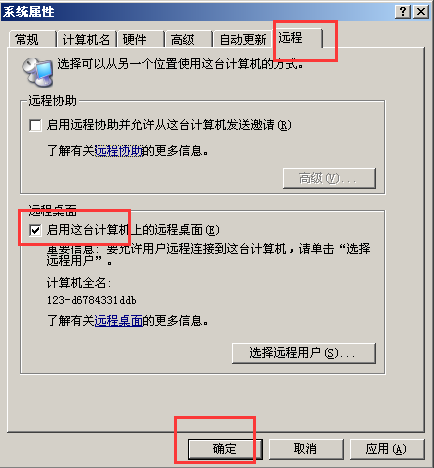 系统属性
常规 计算机名 硬件 高级 自动更新 远程
选择可以从另一个位置使用这台计算机的方式。
远程协助
启用远程协助并允许从这台计算机发送邀请(R)
了解有关远程协助的更多信息。
高级(V)...
远程桌面
启用这台计算机上的远程桌面(E)
重要信息: 要允许用户远程连接到这台计算机，请单击“选择
远程用户”。
计算机全名:
123-d6784331ddb
了解有关远程桌面的更多信息。
选择远程用户(S)...
确定 取消 应用(A)